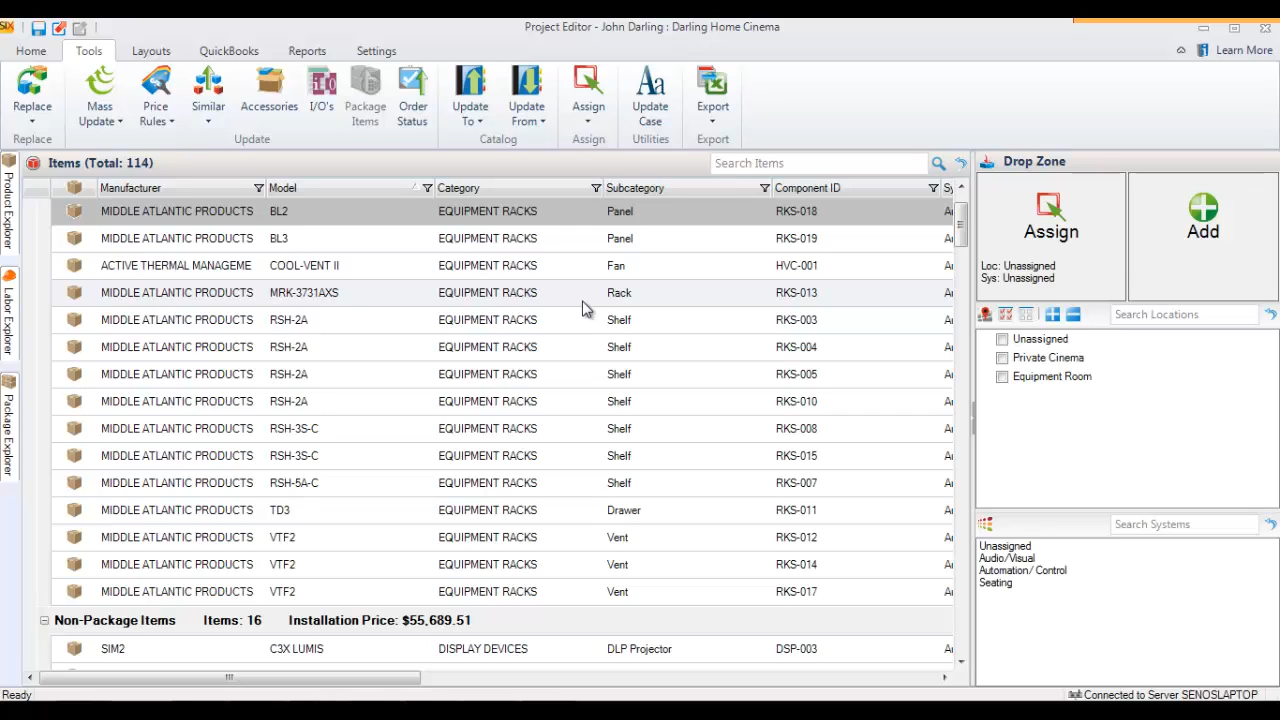 SIX
Project Editor - John Darling : Darling Home Cinema
Home Tools Layouts QuickBooks Reports Settings Learn More
Replace Mass Update Price Rules Similar Accessories I/O's Package Items Order Status Update To Update From Assign Update Case Export
Replace Update Catalog Assign Utilities Export
Items (Total: 114) Search Items
Manufacturer Model Category Subcategory Component ID Sy
MIDDLE ATLANTIC PRODUCTS BL2 EQUIPMENT RACKS Panel RKS-018
MIDDLE ATLANTIC PRODUCTS BL3 EQUIPMENT RACKS Panel RKS-019
ACTIVE THERMAL MANAGEME COOL-VENT II EQUIPMENT RACKS Fan HVC-001
MIDDLE ATLANTIC PRODUCTS MRK-3731AXS EQUIPMENT RACKS Rack RKS-013
MIDDLE ATLANTIC PRODUCTS RSH-2A EQUIPMENT RACKS Shelf RKS-003
MIDDLE ATLANTIC PRODUCTS RSH-2A EQUIPMENT RACKS Shelf RKS-004
MIDDLE ATLANTIC PRODUCTS RSH-2A EQUIPMENT RACKS Shelf RKS-005
MIDDLE ATLANTIC PRODUCTS RSH-2A EQUIPMENT RACKS Shelf RKS-010
MIDDLE ATLANTIC PRODUCTS RSH-3S-C EQUIPMENT RACKS Shelf RKS-008
MIDDLE ATLANTIC PRODUCTS RSH-3S-C EQUIPMENT RACKS Shelf RKS-015
MIDDLE ATLANTIC PRODUCTS RSH-5A-C EQUIPMENT RACKS Shelf RKS-007
MIDDLE ATLANTIC PRODUCTS TD3 EQUIPMENT RACKS Drawer RKS-011
MIDDLE ATLANTIC PRODUCTS VTF2 EQUIPMENT RACKS Vent RKS-012
MIDDLE ATLANTIC PRODUCTS VTF2 EQUIPMENT RACKS Vent RKS-014
MIDDLE ATLANTIC PRODUCTS VTF2 EQUIPMENT RACKS Vent RKS-017
Non-Package Items Items: 16 Installation Price: $55,689.51
SIM2 C3X LUMIS DISPLAY DEVICES DLP Projector DSP-003
Product Explorer
Labor Explorer
Package Explorer
Drop Zone
Assign Add
Loc: Unassigned
Sys: Unassigned
Search Locations
Unassigned
Private Cinema
Equipment Room
Search Systems
Unassigned
Audio/Visual
Automation/Control
Seating
Ready Connected to Server SENOSLAPTOP